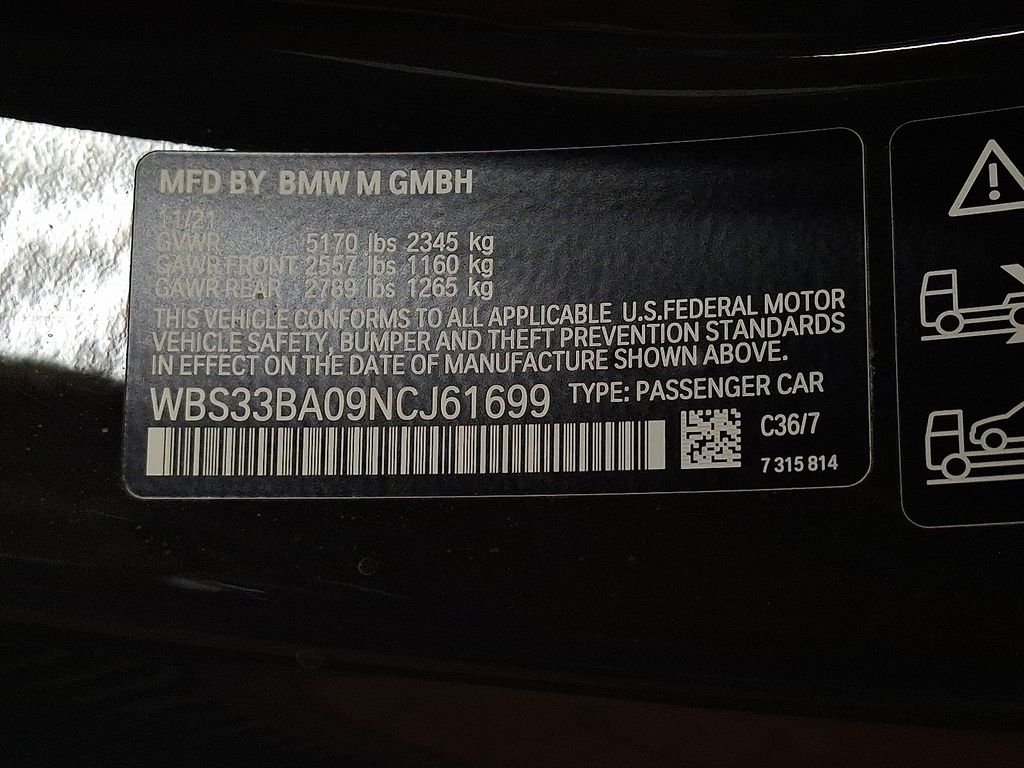 MFD BY BMW M GMBH
11/21
GVWR 5170 lbs 2345 kg
GAWR FRONT 2557 lbs 1160 kg
GAWR REAR 2789 lbs 1265 kg
THIS VEHICLE CONFORMS TO ALL APPLICABLE U.S.FEDERAL MOTOR
VEHICLE SAFETY, BUMPER AND THEFT PREVENTION STANDARDS
IN EFFECT ON THE DATE OF MANUFACTURE SHOWN ABOVE.
WBS33BA09NCJ61699 TYPE: PASSENGER CAR
C36/7
7 315 814